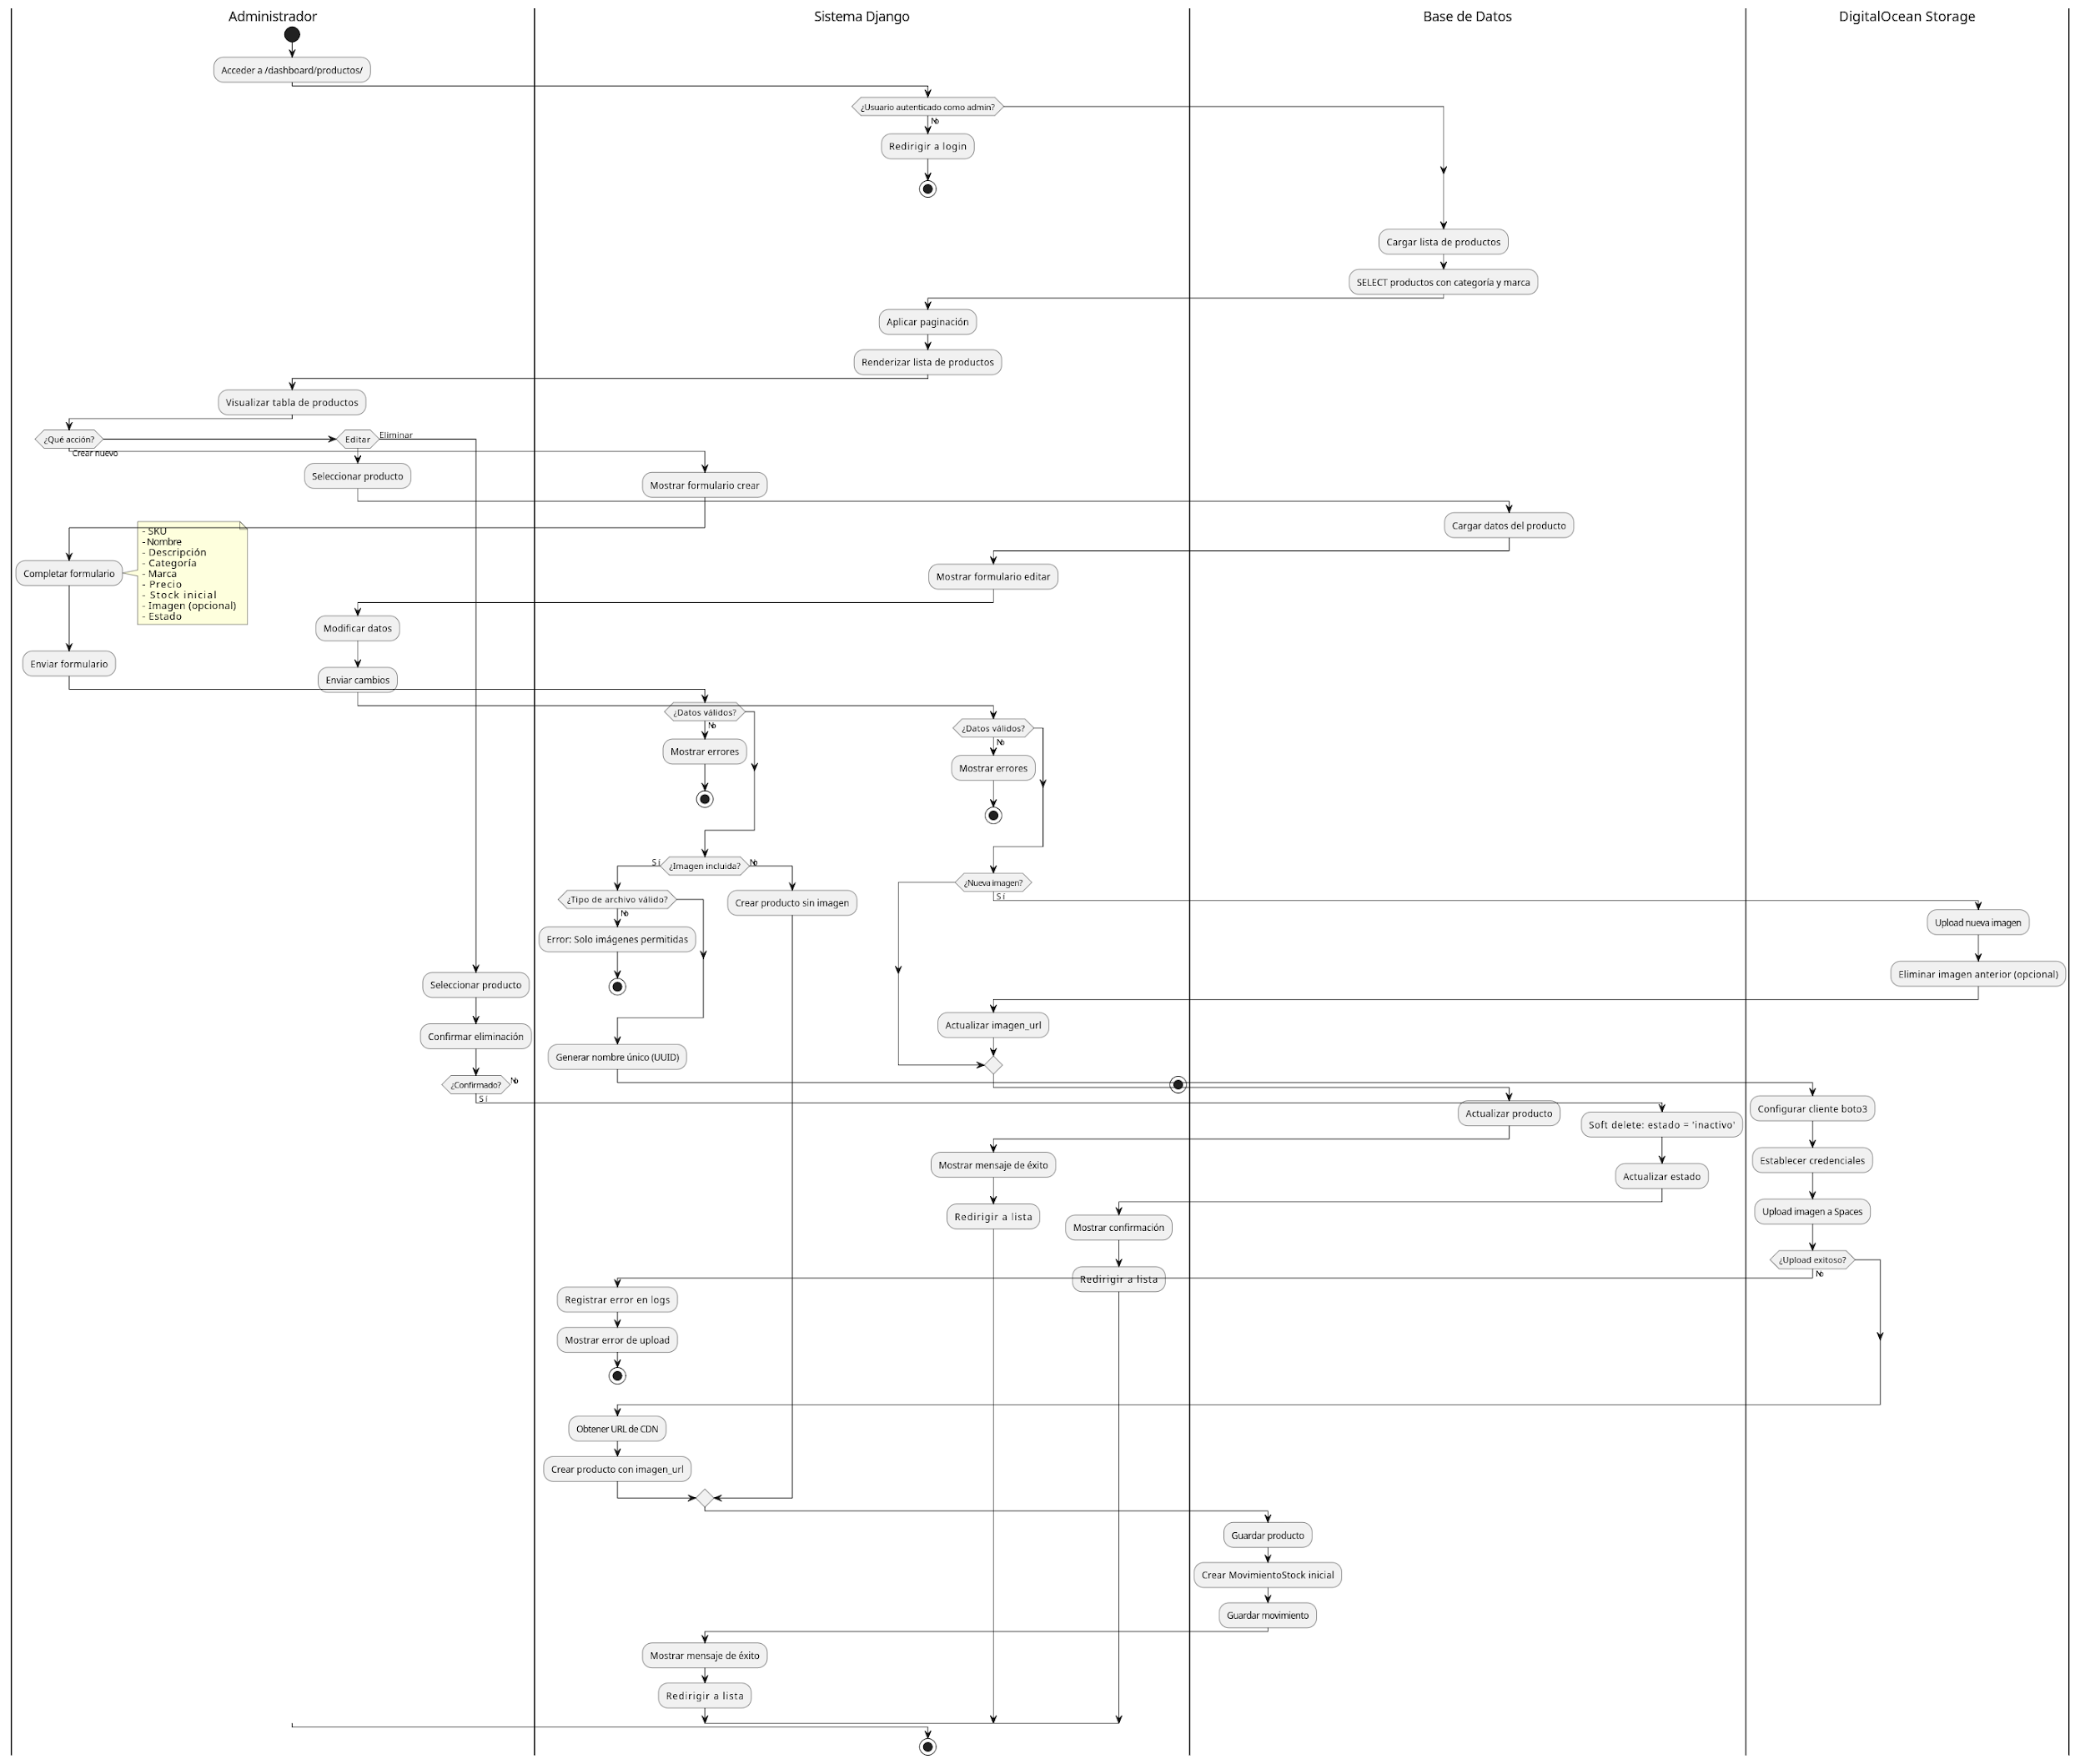 Administrador
Sistema Django
Base de Datos
DigitalOcean Storage
Acceder a /dashboard/productos/
¿Usuario autenticado como admin?
No
Redirigir a login
Cargar lista de productos
SELECT productos con categoría y marca
Aplicar paginación
Renderizar lista de productos
Visualizar tabla de productos
¿Qué acción?
Editar
Eliminar
Crear nuevo
Seleccionar producto
Mostrar formulario crear
Cargar datos del producto
- SKU
- Nombre
- Descripción
- Categoría
- Marca
- Precio
- Stock inicial
- Imagen (opcional)
- Estado
Completar formulario
Mostrar formulario editar
Modificar datos
Enviar formulario
Enviar cambios
¿Datos válidos?
No
Mostrar errores
¿Datos válidos?
No
Mostrar errores
Sí
¿Imagen incluida?
No
¿Tipo de archivo válido?
No
Crear producto sin imagen
¿Nueva imagen?
Sí
Upload nueva imagen
Error: Solo imágenes permitidas
Eliminar imagen anterior (opcional)
Seleccionar producto
Actualizar imagen_url
Confirmar eliminación
Generar nombre único (UUID)
¿Confirmado?
No
Sí
Actualizar producto
Configurar cliente boto3
Soft delete: estado = 'inactivo'
Mostrar mensaje de éxito
Establecer credenciales
Actualizar estado
Redirigir a lista
Mostrar confirmación
Upload imagen a Spaces
¿Upload exitoso?
No
Redirigir a lista
Registrar error en logs
Mostrar error de upload
Obtener URL de CDN
Crear producto con imagen_url
Guardar producto
Crear MovimientoStock inicial
Guardar movimiento
Mostrar mensaje de éxito
Redirigir a lista